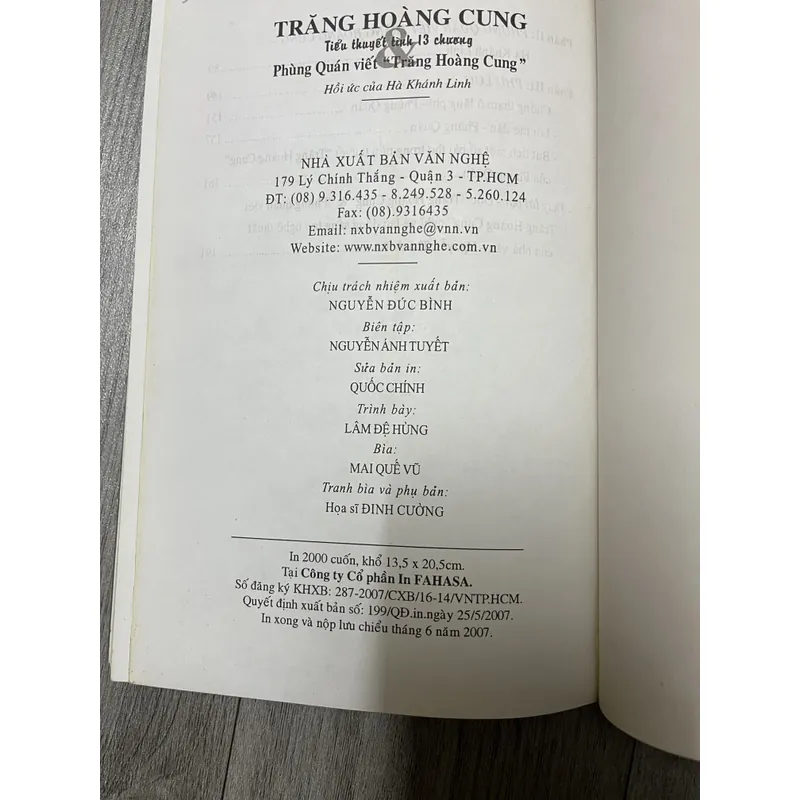 TRĂNG HOÀNG CUNG
Tiểu thuyết tình 13 chương
&
Phùng Quán viết "Trăng Hoàng Cung"
Hồi ức của Hà Khánh Linh
NHÀ XUẤT BẢN VĂN NGHỆ
179 Lý Chính Thắng - Quận 3 - TP.HCM
ĐT: (08) 9.316.435 - 8.249.528 - 5.260.124
Fax: (08).9316435
Email: nxbvannghe@vnn.vn
Website: www.nxbvannghe.com.vn
Chịu trách nhiệm xuất bản:
NGUYỄN ĐỨC BÌNH
Biên tập:
NGUYỄN ÁNH TUYẾT
Sửa bản in:
QUỐC CHÍNH
Trình bày:
LÂM ĐỆ HÙNG
Bìa:
MAI QUẾ VŨ
Tranh bìa và phụ bản:
Họa sĩ ĐINH CƯỜNG
In 2000 cuốn, khổ 13,5 x 20,5cm.
Tại Công ty Cổ phần In FAHASA.
Số đăng ký KHXB: 287-2007/CXB/16-14/VNTP.HCM.
Quyết định xuất bản số: 199/QĐ.in.ngày 25/5/2007.
In xong và nộp lưu chiểu tháng 6 năm 2007.